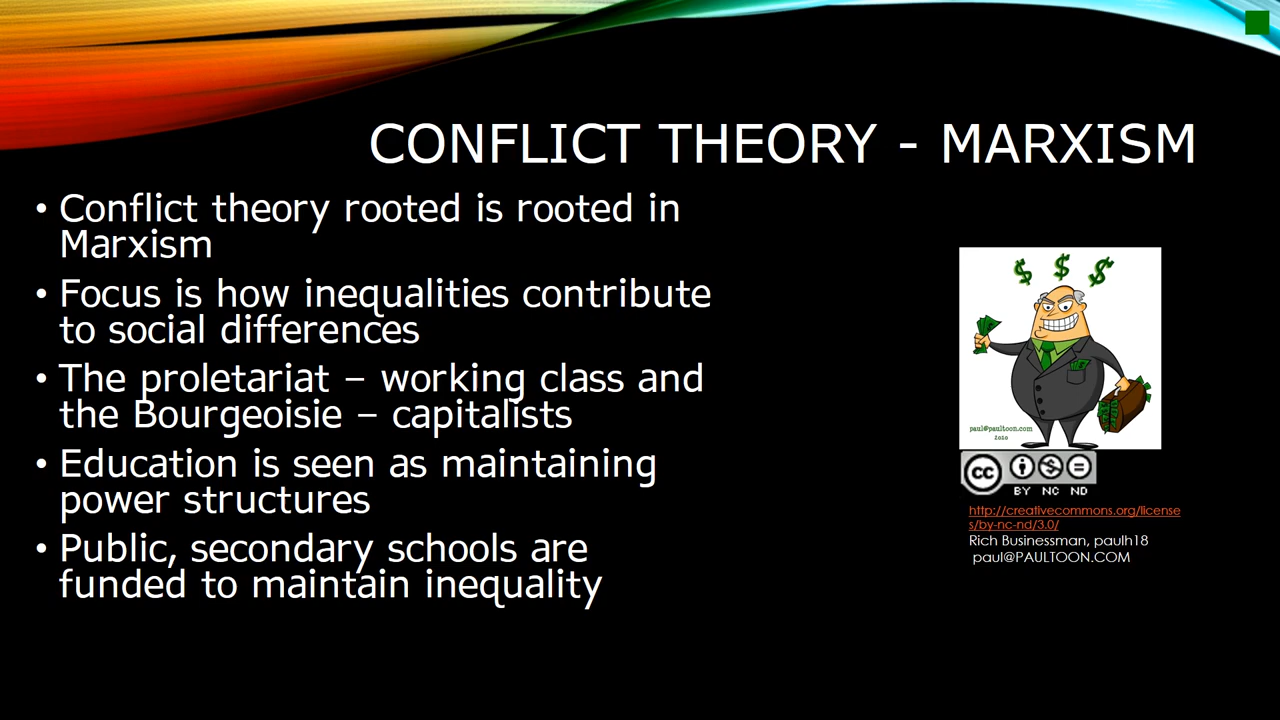 CONFLICT THEORY - MARXISM
• Conflict theory rooted is rooted in
Marxism
• Focus is how inequalities contribute
to social differences
• The proletariat – working class and
the Bourgeoisie – capitalists
• Education is seen as maintaining
power structures
• Public, secondary schools are
funded to maintain inequality
$ $ $
paul@paultoon.com
2010
cc
BY NC ND
http://creativecommons.org/license
s/by-nc-nd/3.0/
Rich Businessman, paulh18
paul@PAULTOON.COM